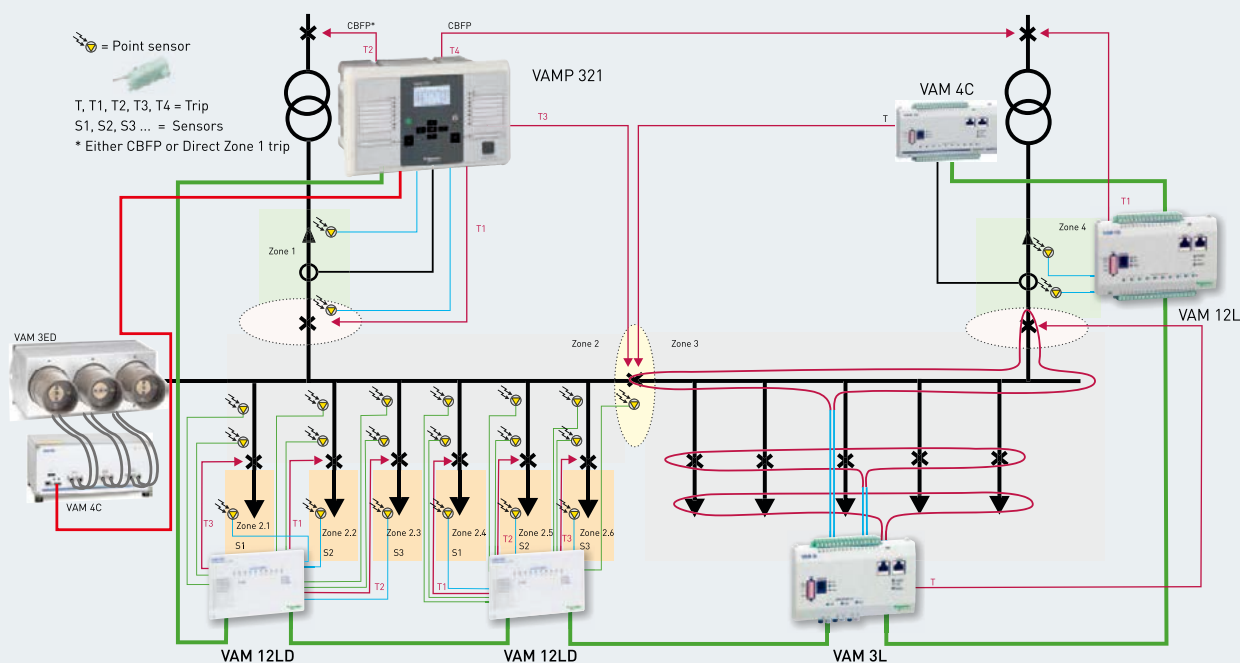 CBFP*
CBFP
= Point sensor
T2
T4
VAMP 321
VAM 4C
T, T1, T2, T3, T4 = Trip
S1, S2, S3 ... = Sensors
* Either CBFP or Direct Zone 1 trip
T3
T
T1
T1
Zone 1
Zone 4
VAM 12L
VAM 3ED
Zone 2
Zone 3
VAM 4C
Zone 2.1
S1
Zone 2.2
S2
Zone 2.3
S3
Zone 2.4
S1
Zone 2.5
S2
Zone 2.6
S3
T3
T1
T2
T1
T2
T3
T
VAM 12LD
VAM 12LD
VAM 3L